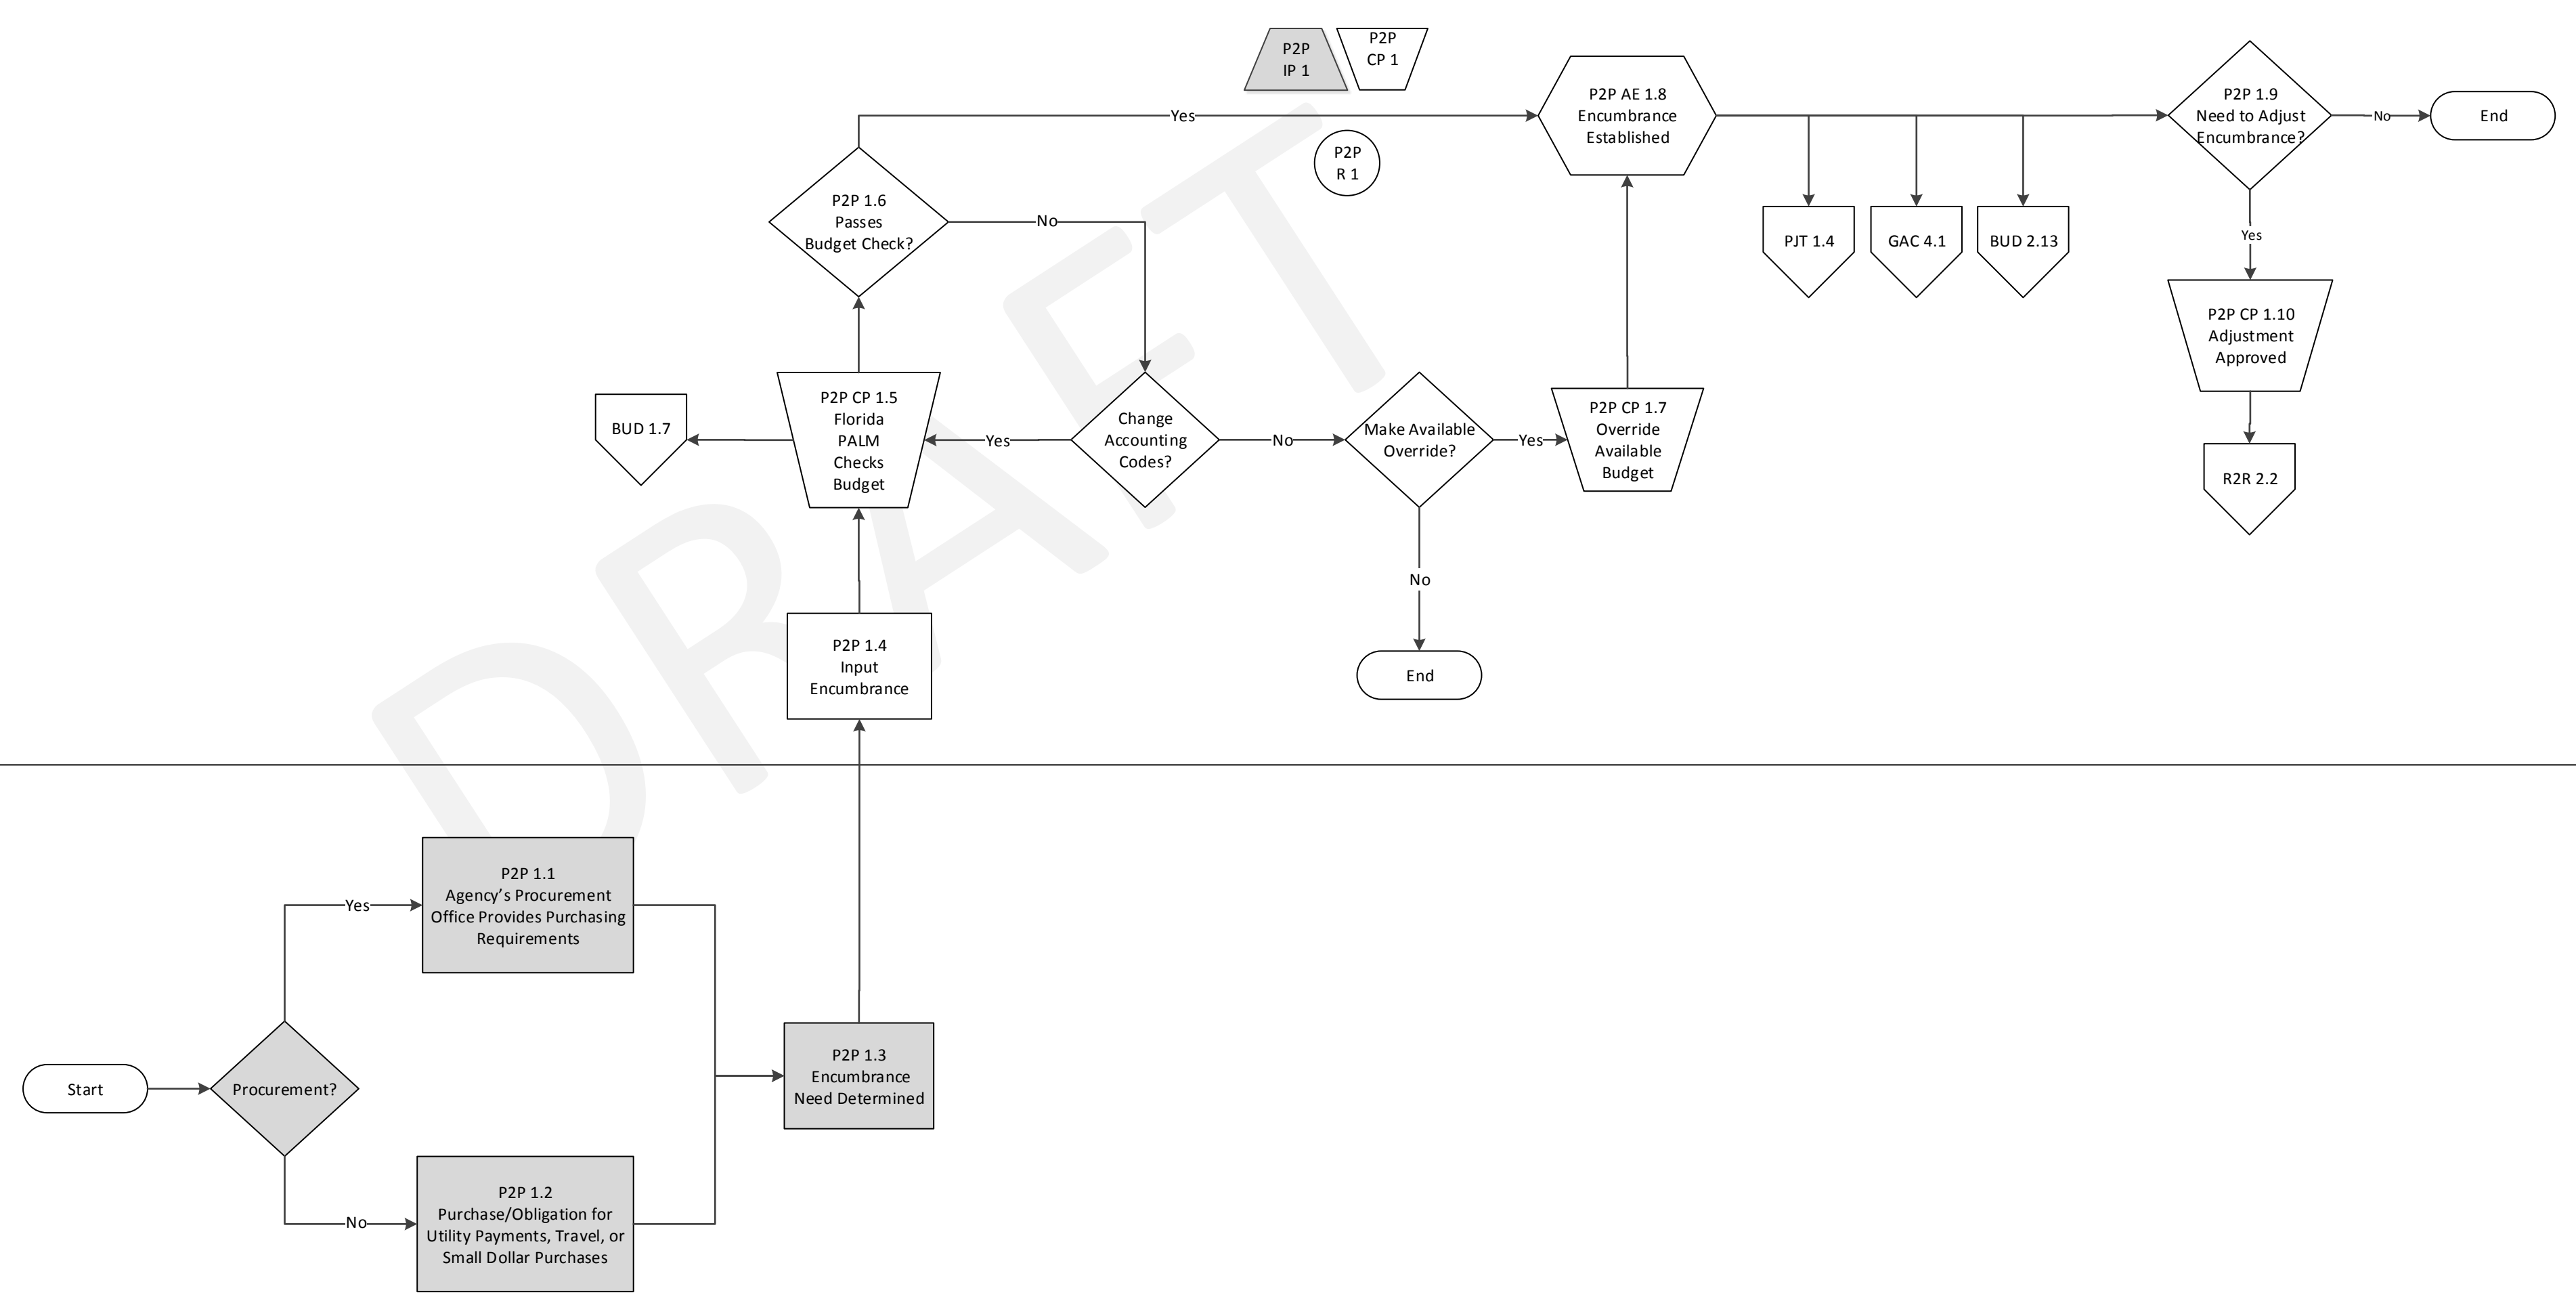 P2P
IP 1
P2P
CP 1
Yes
P2P
R 1
P2P AE 1.8
Encumbrance
Established
P2P 1.9
Need to Adjust
Encumbrance?
No
End
P2P 1.6
Passes
Budget Check?
No
PJT 1.4
GAC 4.1
BUD 2.13
Yes
P2P CP 1.10
Adjustment
Approved
R2R 2.2
BUD 1.7
P2P CP 1.5
Florida
PALM
Checks
Budget
Yes
Change
Accounting
Codes?
No
Make Available
Override?
Yes
P2P CP 1.7
Override
Available
Budget
No
End
P2P 1.4
Input
Encumbrance
DRAFT
P2P 1.1
Agency’s Procurement
Office Provides Purchasing
Requirements
Yes
Start
Procurement?
P2P 1.3
Encumbrance
Need Determined
No
P2P 1.2
Purchase/Obligation for
Utility Payments, Travel, or
Small Dollar Purchases